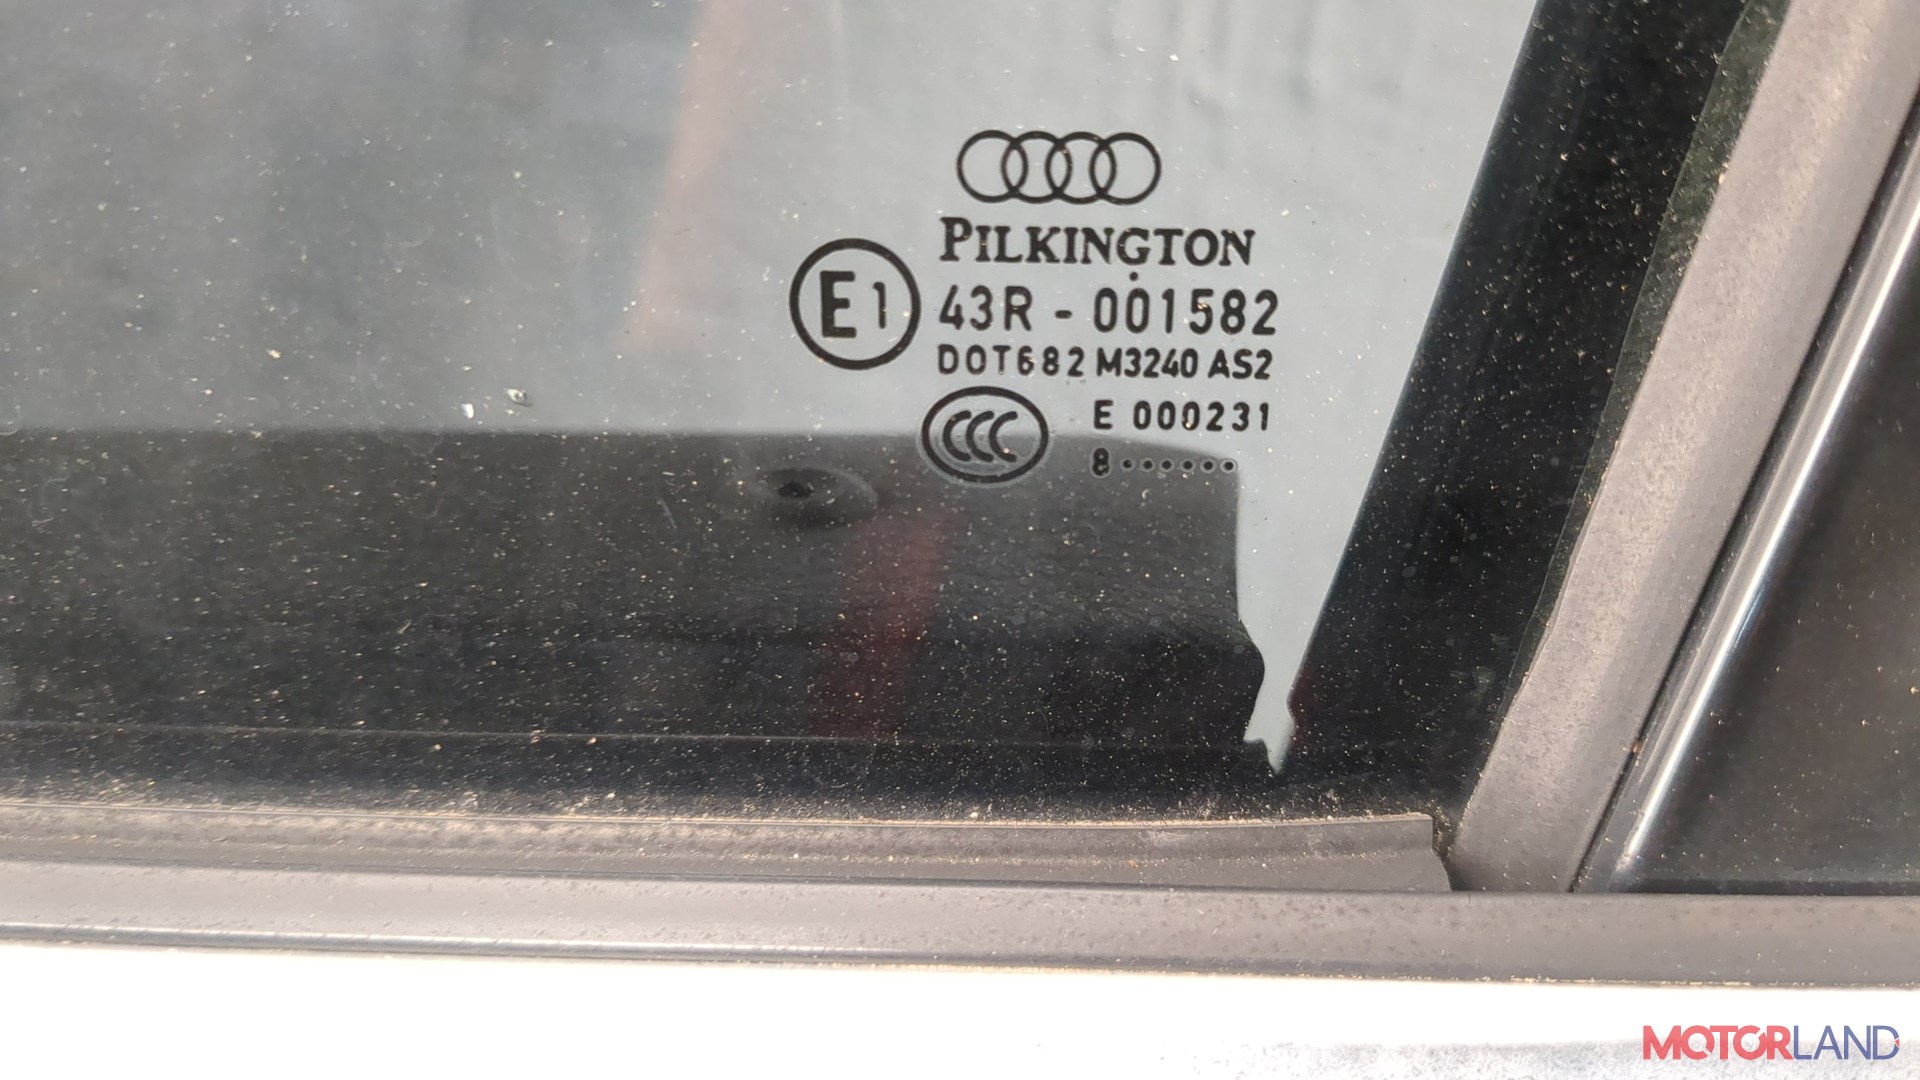 PILKINGTON
E1 43R - 001582
DOT682 M3240 AS2
CCC E 000231
8......
MOTORLAND